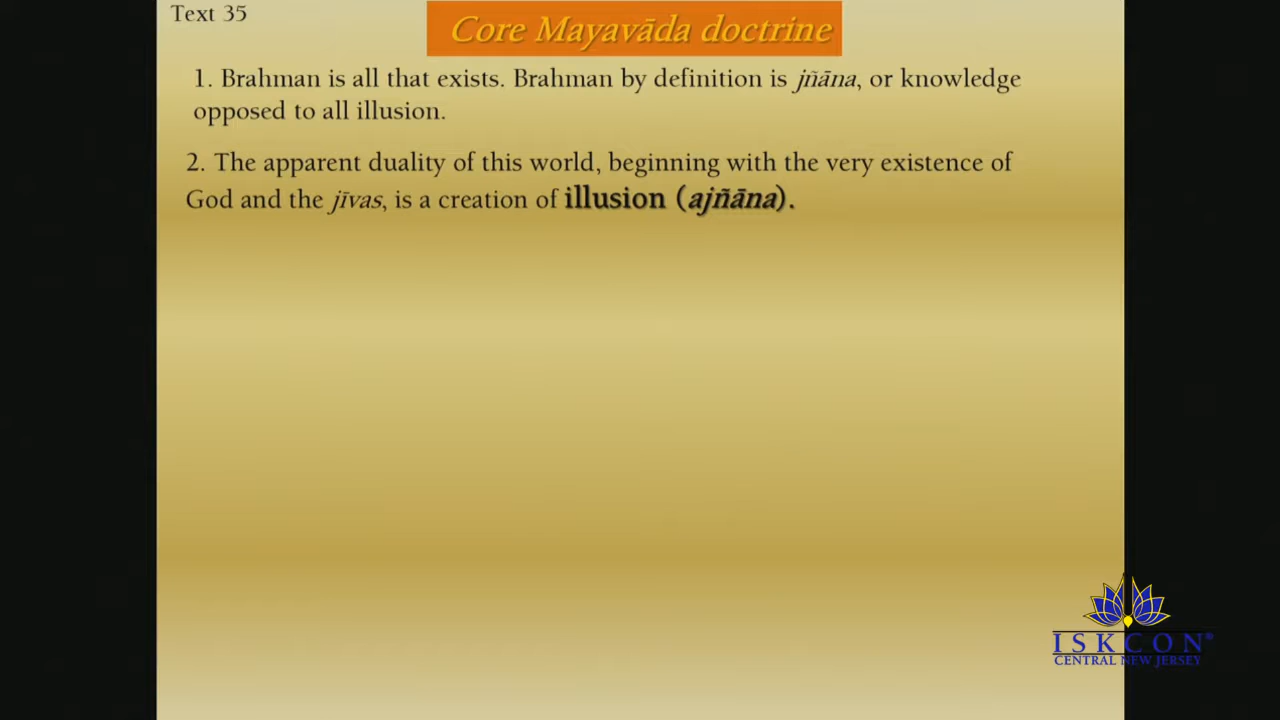 Text 35
Core Mayavāda doctrine
1. Brahman is all that exists. Brahman by definition is jñāna, or knowledge
opposed to all illusion.
2. The apparent duality of this world, beginning with the very existence of
God and the jīvas, is a creation of illusion (ajñāna).
ISKCON®
CENTRAL NEW JERSEY